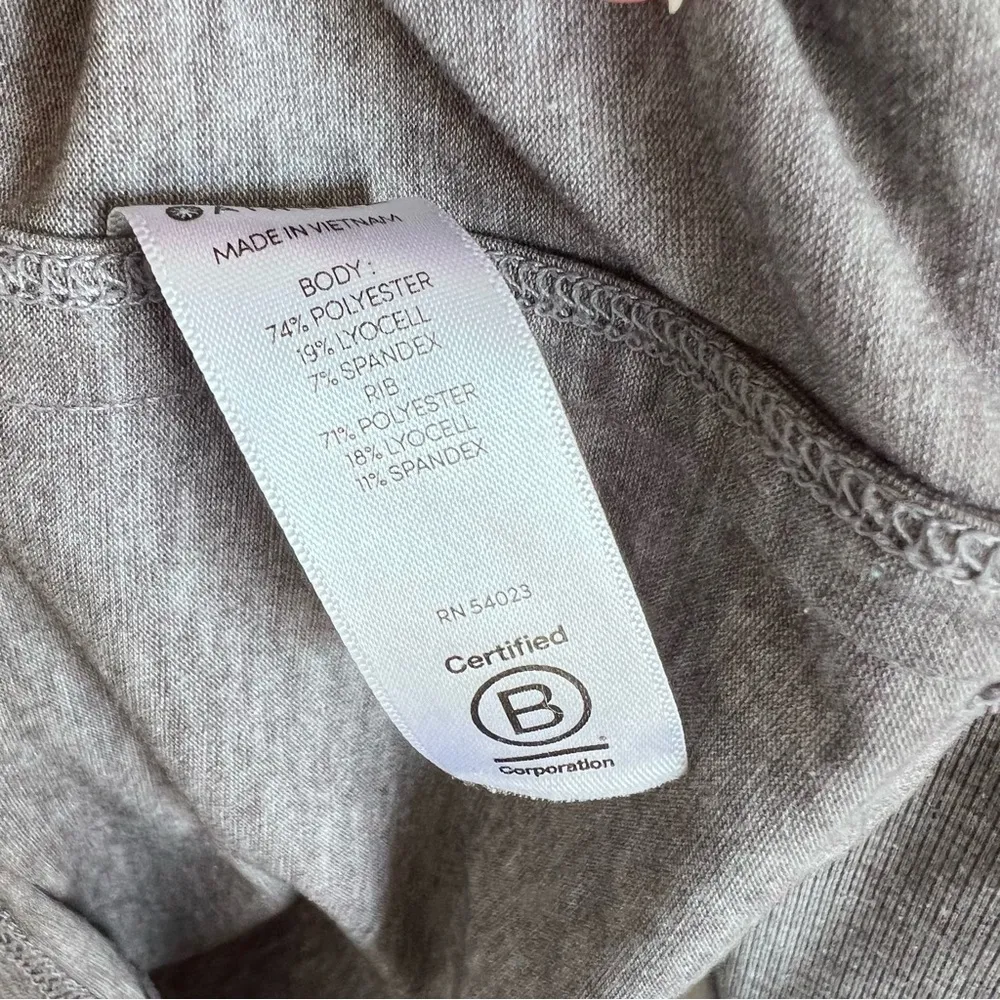 MADE IN VIETNAM
BODY :
74% POLYESTER
19% LYOCELL
7% SPANDEX
RIB :
71% POLYESTER
18% LYOCELL
11% SPANDEX
RN 54023
Certified
B
®
Corporation